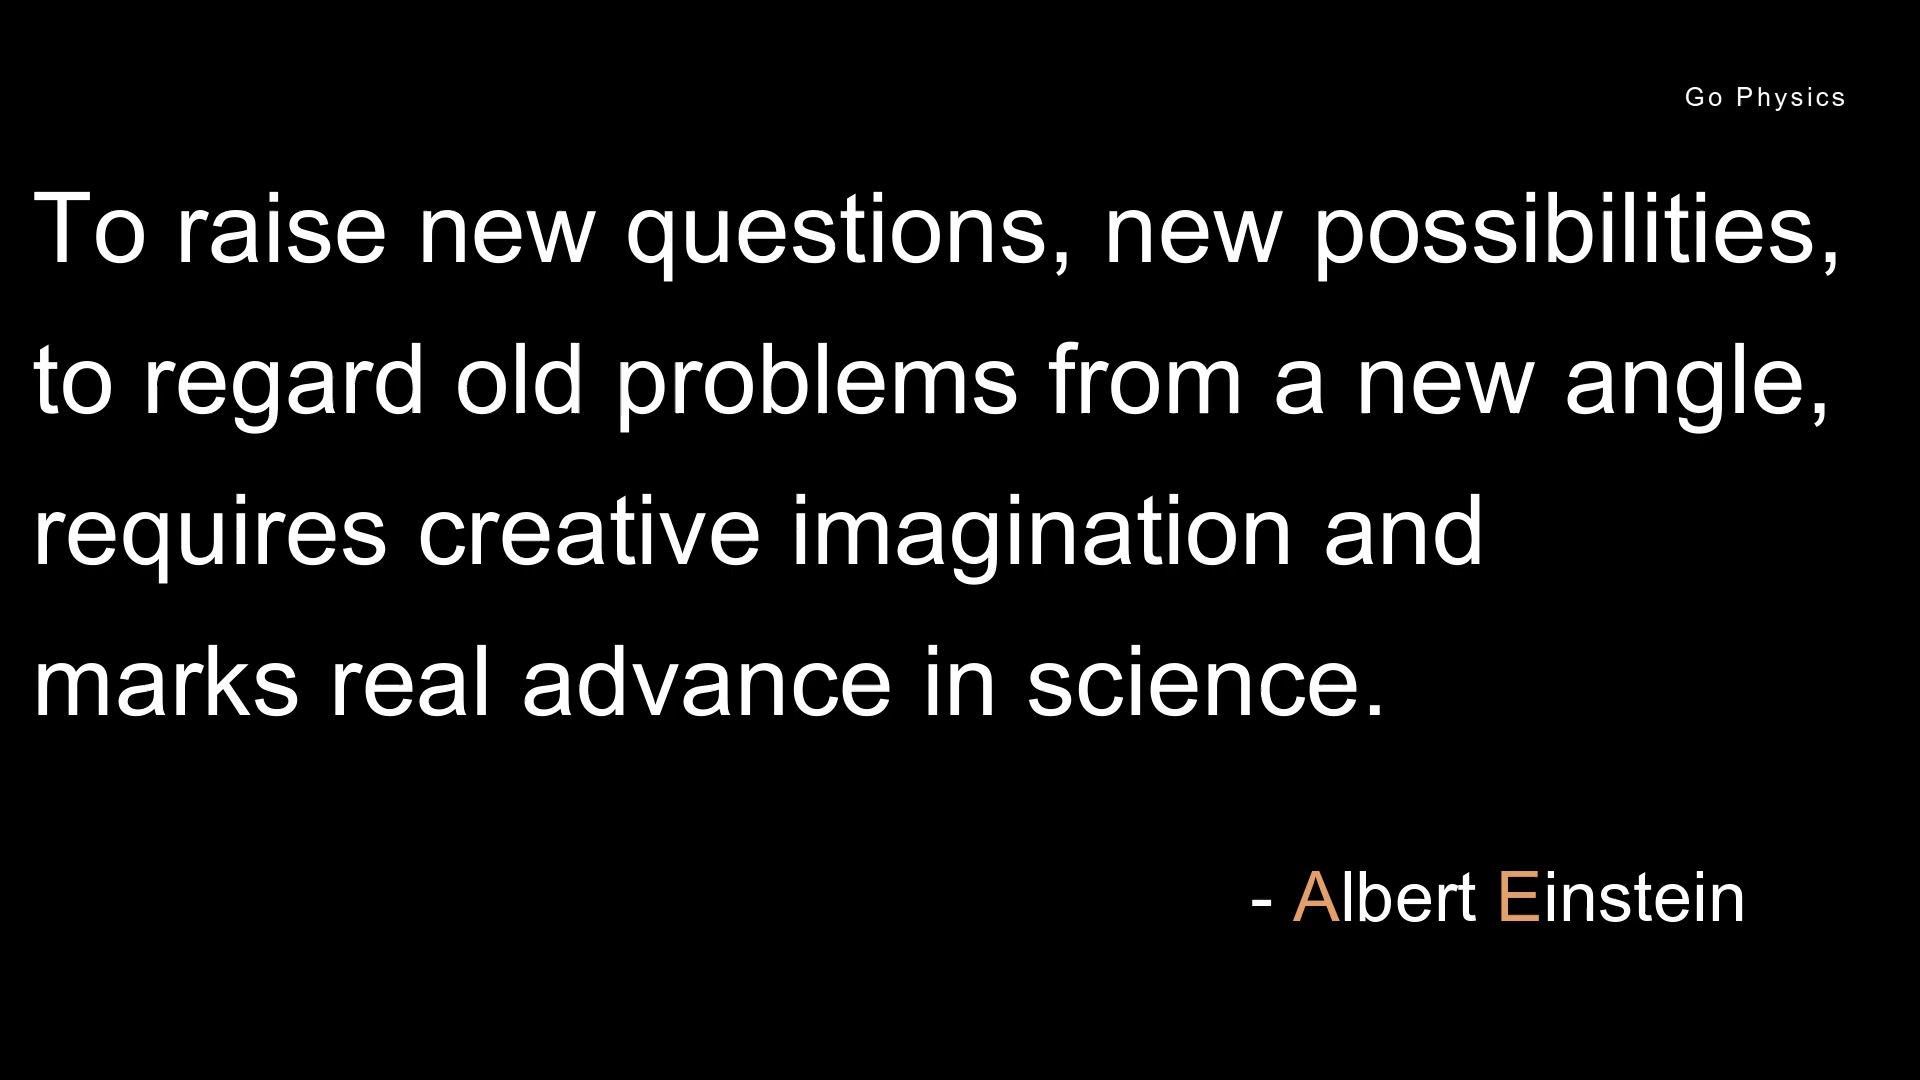 Go Physics
To raise new questions, new possibilities,
to regard old problems from a new angle,
requires creative imagination and
marks real advance in science.
- Albert Einstein